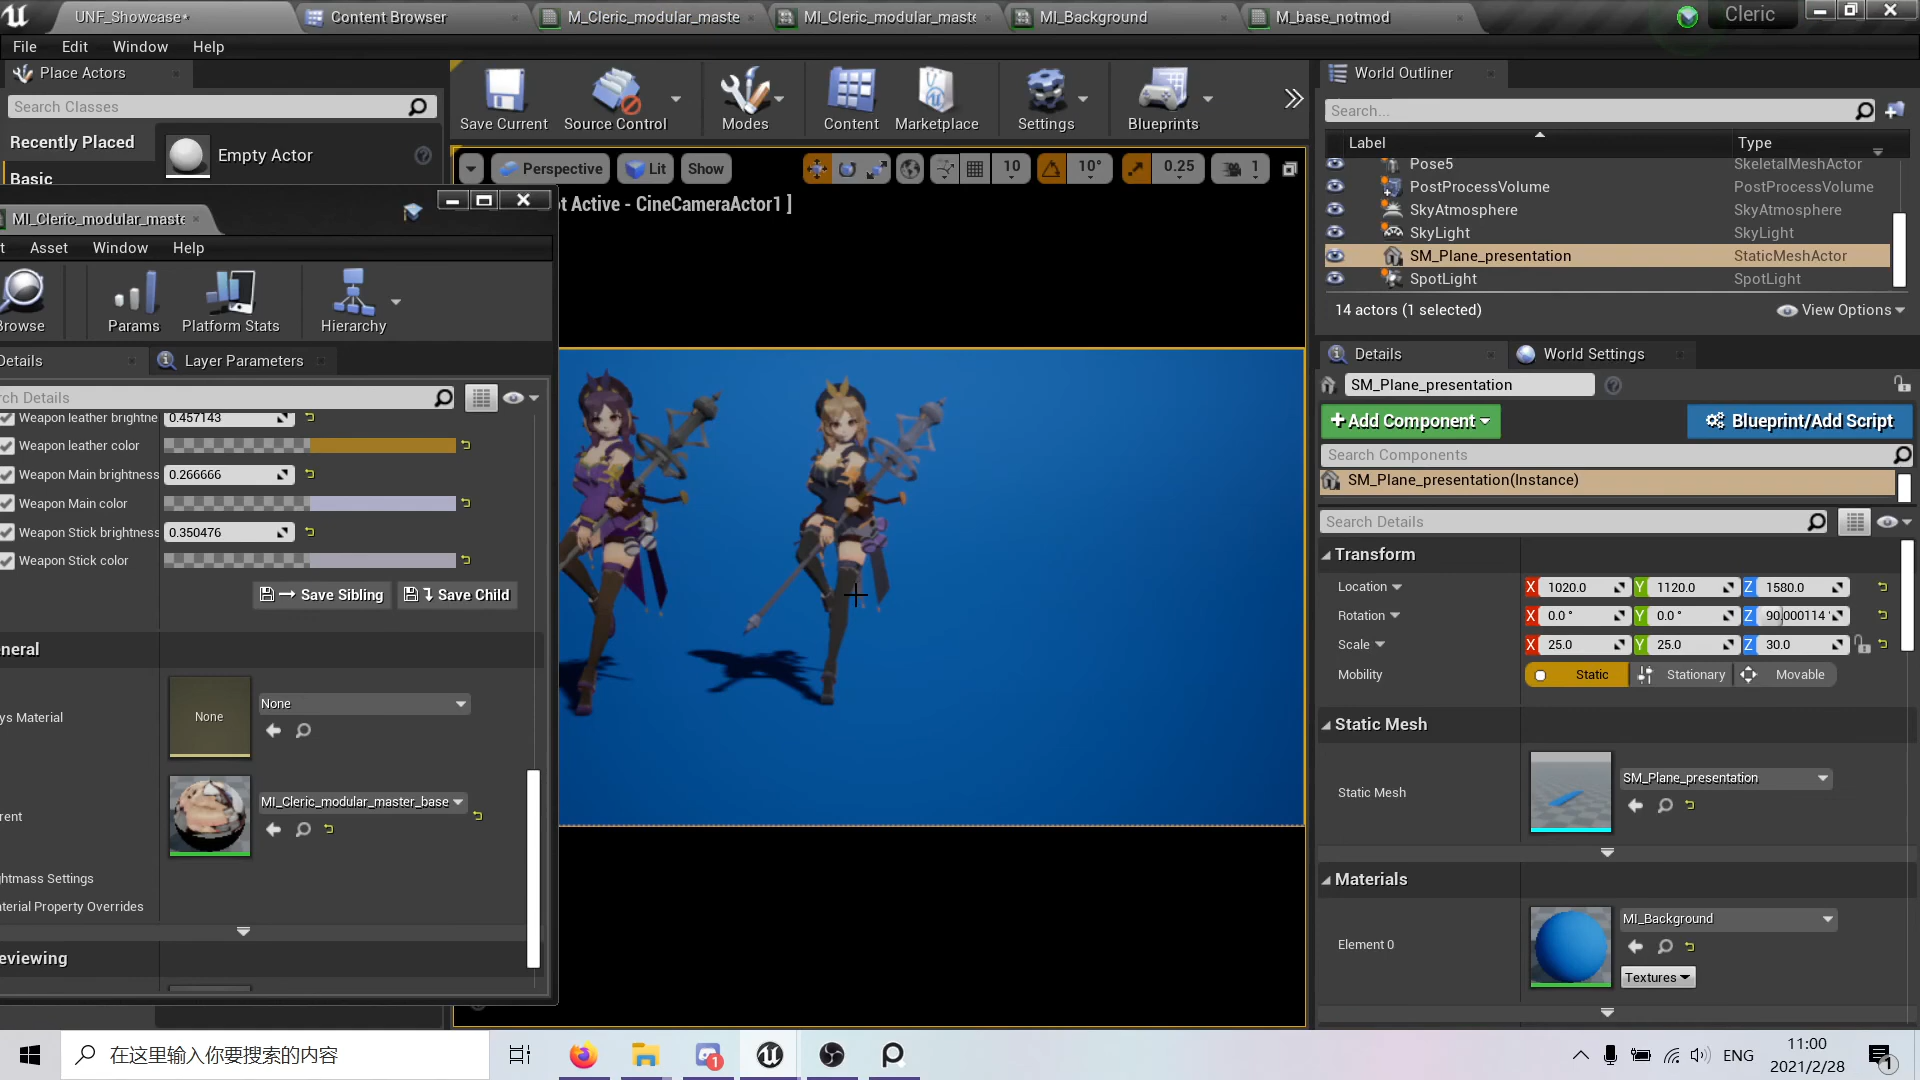 UNF_Showcase*
Content Browser
M_Cleric_modular_maste
MI_Cleric_modular_maste
MI_Background
M_base_notmod
Cleric
File
Edit
Window
Help
Place Actors
Search Classes
Recently Placed
Basic
Empty Actor
Save Current
Source Control
Modes
Content
Marketplace
Settings
Blueprints
Perspective
Lit
Show
10
10°
0.25
1
t Active - CineCameraActor1 ]
MI_Cleric_modular_maste
t
Asset
Window
Help
Browse
Params
Platform Stats
Hierarchy
Details
Layer Parameters
rch Details
Weapon leather brightne
0.457143
Weapon leather color
Weapon Main brightness
0.266666
Weapon Main color
Weapon Stick brightness
0.350476
Weapon Stick color
Save Sibling
Save Child
eneral
ys Material
None
None
rent
MI_Cleric_modular_master_base
htmass Settings
terial Property Overrides
eviewing
World Outliner
Search...
Label
Type
Pose5
SkeletalMeshActor
PostProcessVolume
PostProcessVolume
SkyAtmosphere
SkyAtmosphere
SkyLight
SkyLight
SM_Plane_presentation
StaticMeshActor
SpotLight
SpotLight
14 actors (1 selected)
View Options
Details
World Settings
SM_Plane_presentation
+Add Component
Blueprint/Add Script
Search Components
SM_Plane_presentation(Instance)
Search Details
Transform
Location
X 1020.0
Y 1120.0
Z 1580.0
Rotation
X 0.0 °
Y 0.0 °
Z 90.000114 °
Scale
X 25.0
Y 25.0
Z 30.0
Mobility
Static
Stationary
Movable
Static Mesh
Static Mesh
SM_Plane_presentation
Materials
Element 0
MI_Background
Textures
在这里输入你要搜索的内容
1
ENG
11:00
2021/2/28
1